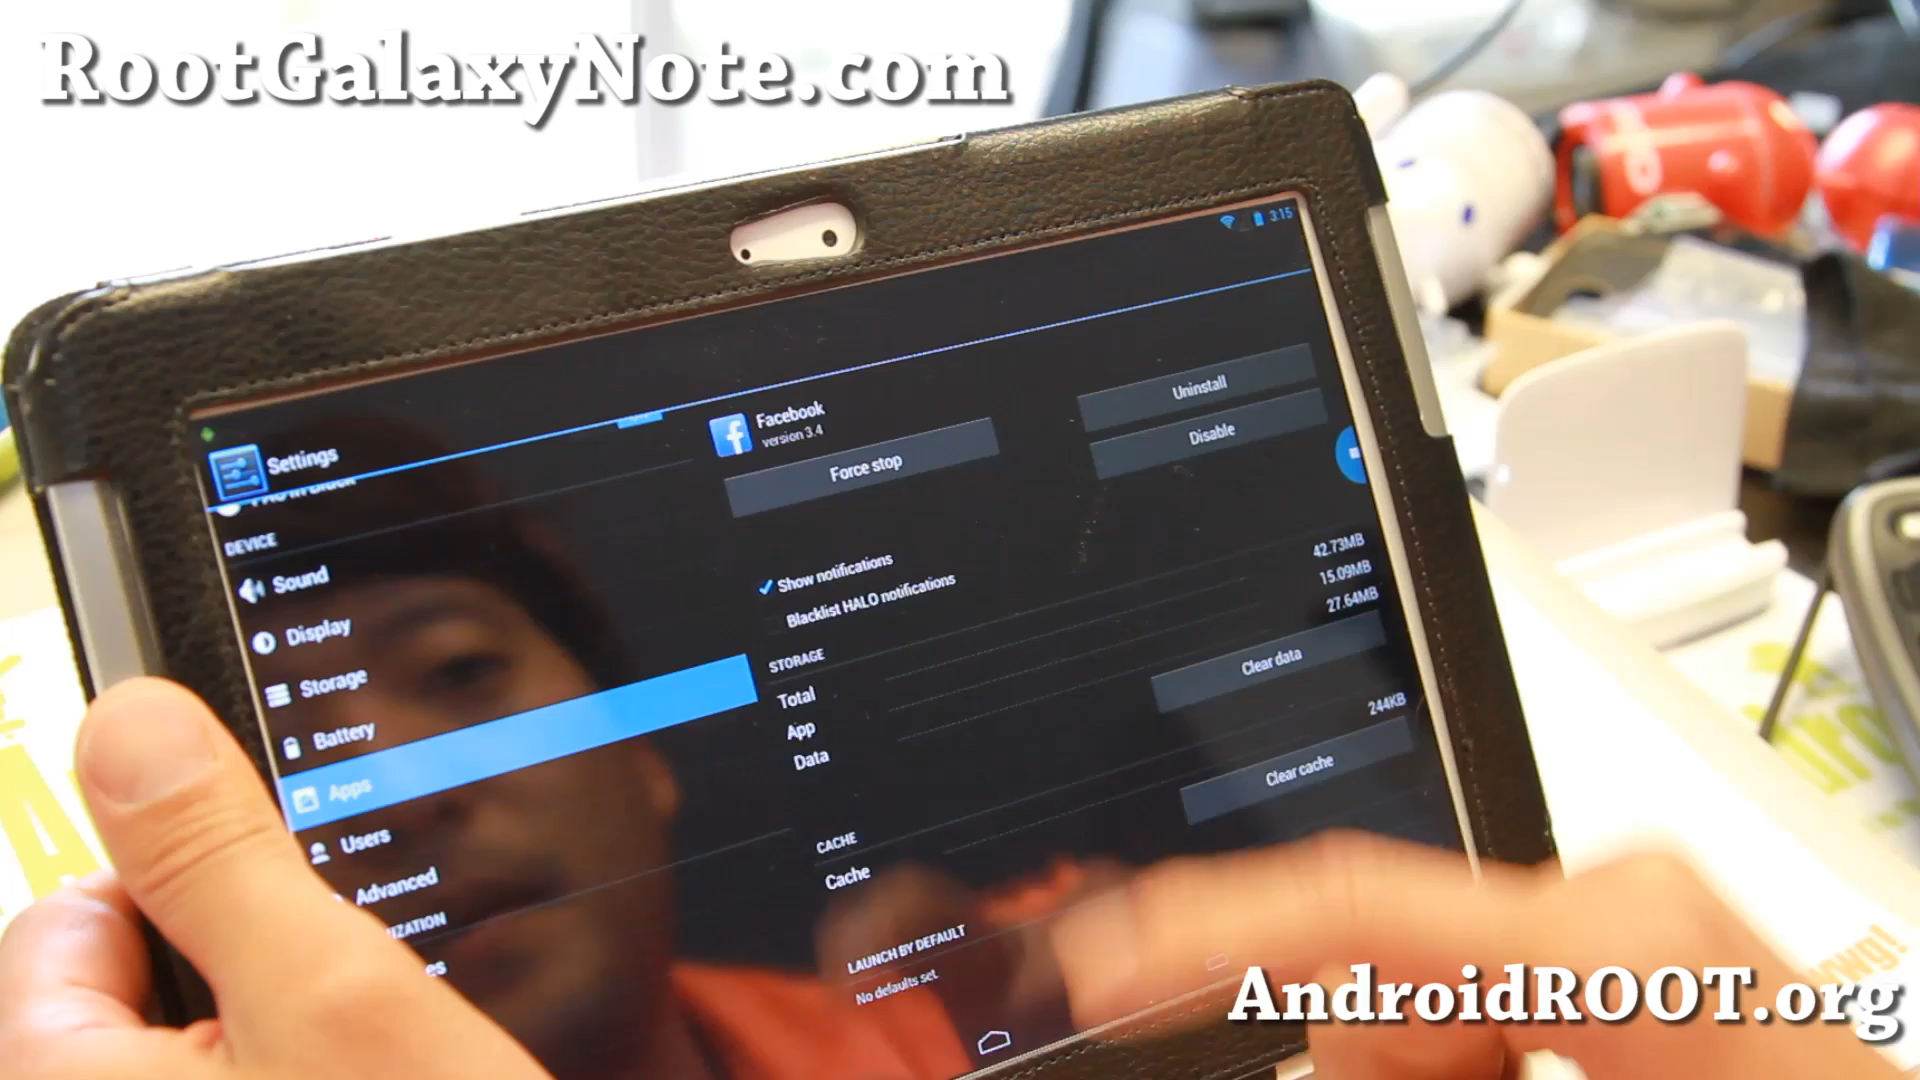 RootGalaxyNote.com
3:15
Settings
DEVICE
Sound
Display
Storage
Battery
Apps
Users
Advanced
Facebook
version 3.4
Uninstall
Force stop
Disable
Show notifications
Blacklist HALO notifications
STORAGE
Total 42.73MB
App 15.09MB
Data 27.64MB
Clear data
CACHE
Cache 244KB
Clear cache
LAUNCH BY DEFAULT
No defaults set.
AndroidROOT.org